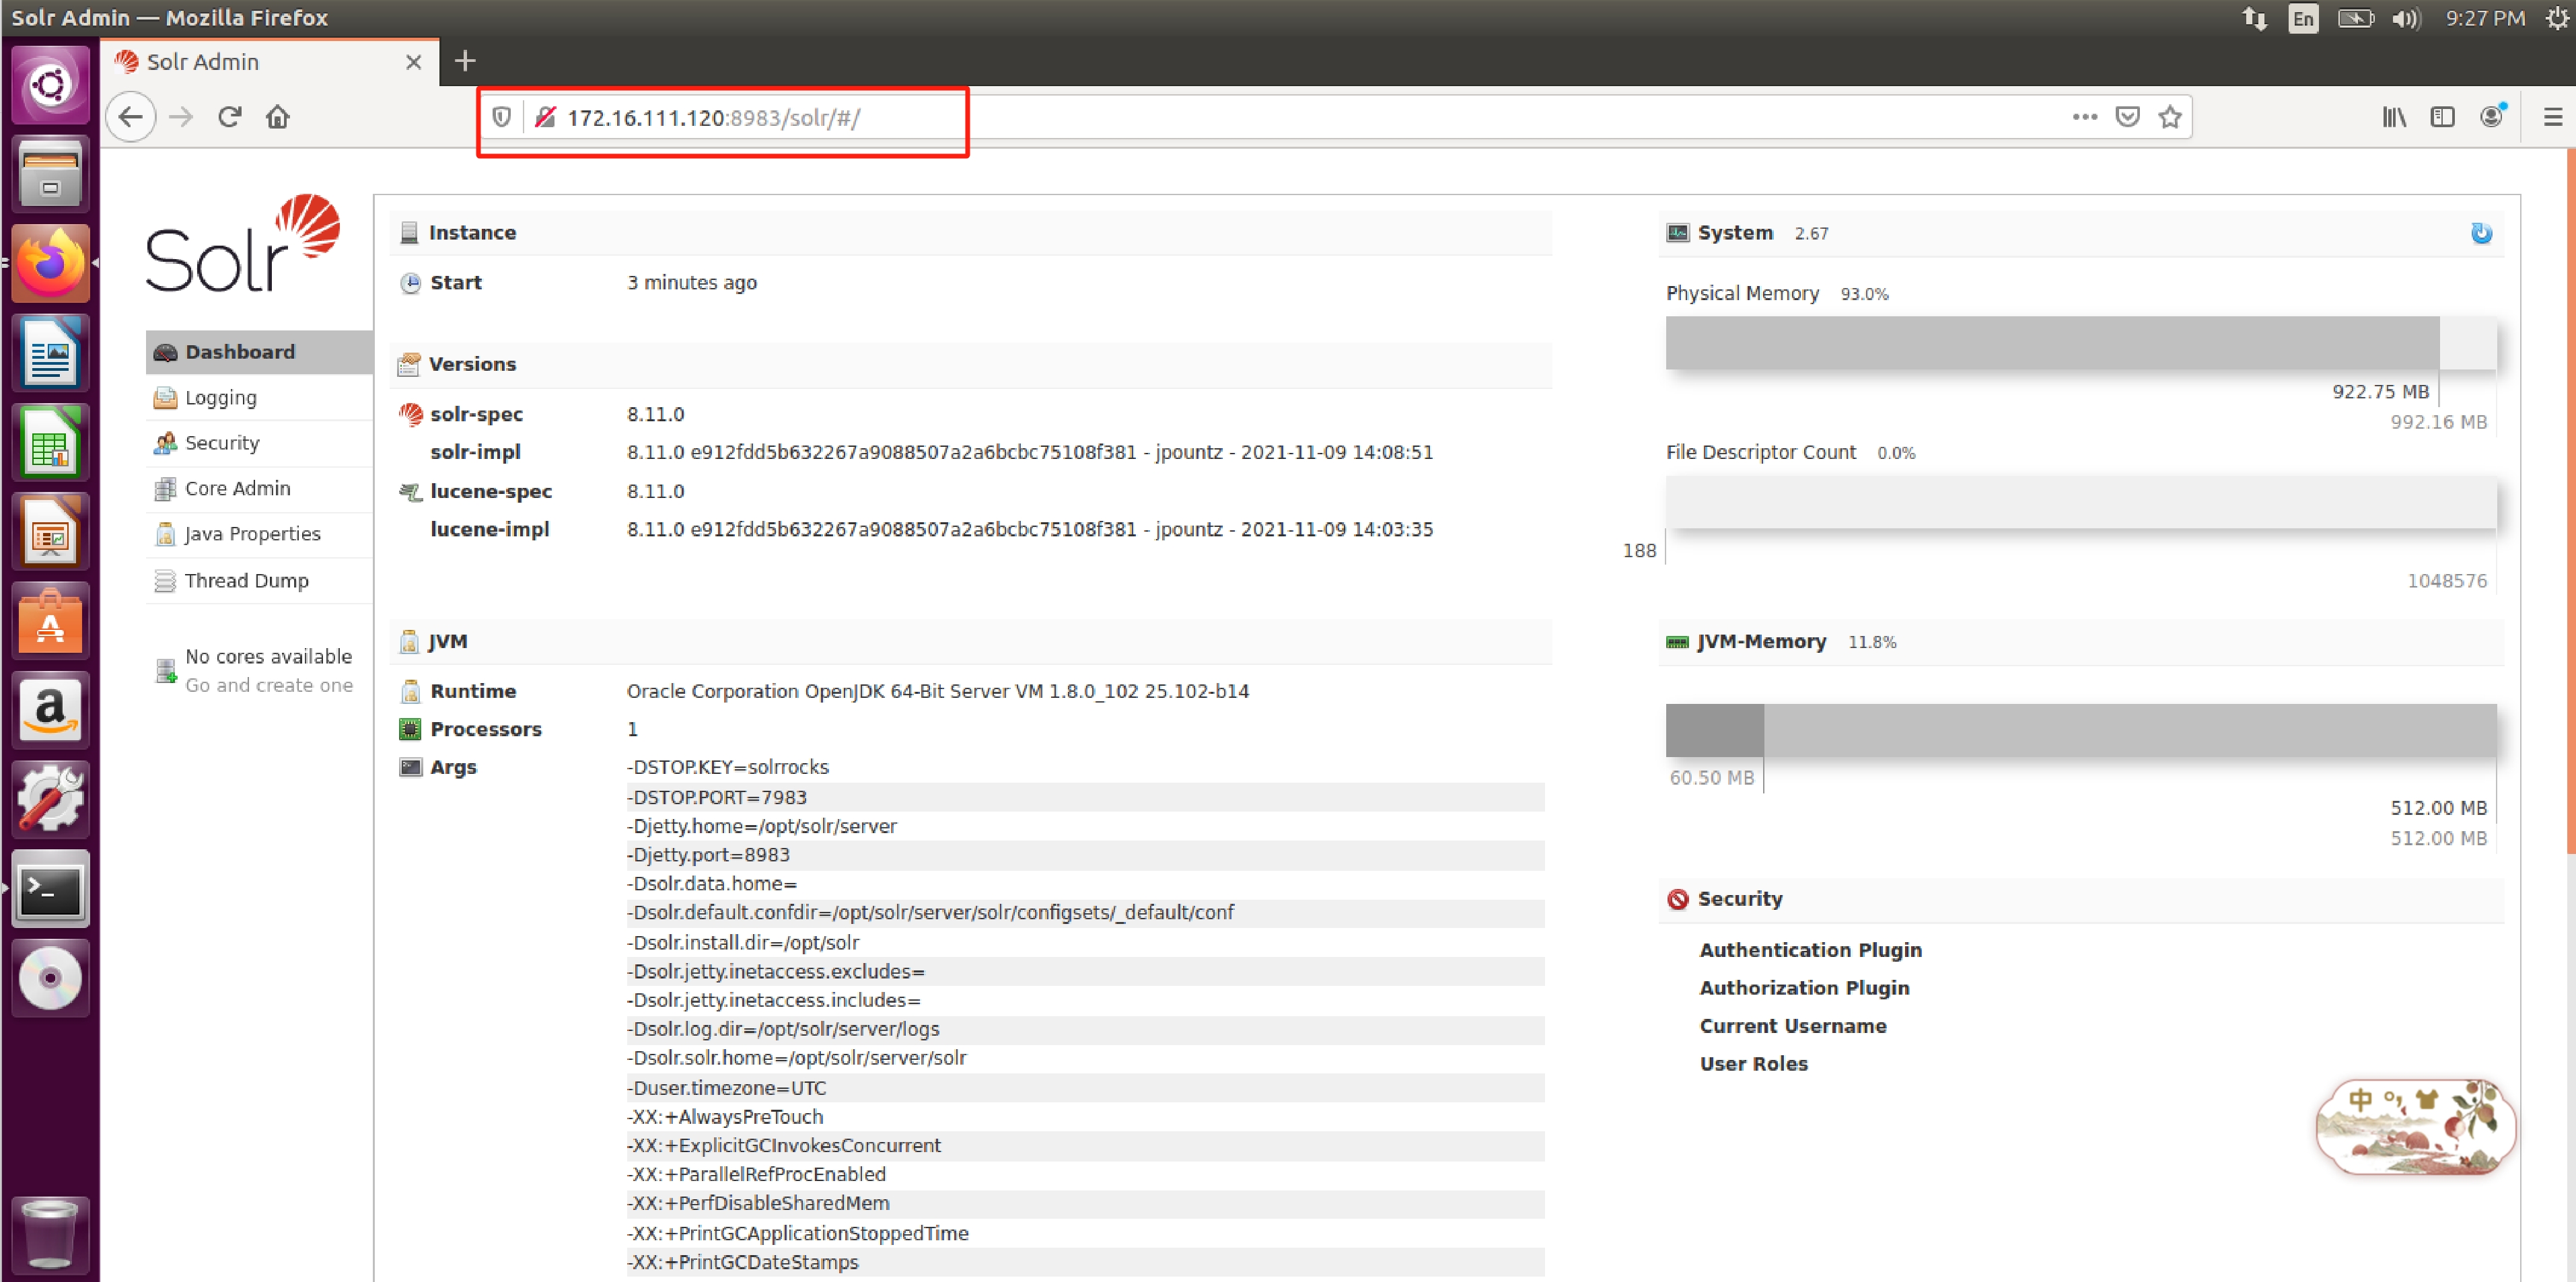 Solr Admin — Mozilla Firefox
En
9:27 PM
Solr Admin
172.16.111.120:8983/solr/#/
Solr
Dashboard
Logging
Security
Core Admin
Java Properties
Thread Dump
No cores available
Go and create one
Instance
Start 3 minutes ago
Versions
solr-spec 8.11.0
solr-impl 8.11.0 e912fdd5b632267a9088507a2a6bcbc75108f381 - jpountz - 2021-11-09 14:08:51
lucene-spec 8.11.0
lucene-impl 8.11.0 e912fdd5b632267a9088507a2a6bcbc75108f381 - jpountz - 2021-11-09 14:03:35
JVM
Runtime Oracle Corporation OpenJDK 64-Bit Server VM 1.8.0_102 25.102-b14
Processors 1
Args -DSTOP.KEY=solrrocks
-DSTOP.PORT=7983
-Djetty.home=/opt/solr/server
-Djetty.port=8983
-Dsolr.data.home=
-Dsolr.default.confdir=/opt/solr/server/solr/configsets/_default/conf
-Dsolr.install.dir=/opt/solr
-Dsolr.jetty.inetaccess.excludes=
-Dsolr.jetty.inetaccess.includes=
-Dsolr.log.dir=/opt/solr/server/logs
-Dsolr.solr.home=/opt/solr/server/solr
-Duser.timezone=UTC
-XX:+AlwaysPreTouch
-XX:+ExplicitGCInvokesConcurrent
-XX:+ParallelRefProcEnabled
-XX:+PerfDisableSharedMem
-XX:+PrintGCApplicationStoppedTime
-XX:+PrintGCDateStamps
System 2.67
Physical Memory 93.0%
922.75 MB
992.16 MB
File Descriptor Count 0.0%
188
1048576
JVM-Memory 11.8%
60.50 MB
512.00 MB
512.00 MB
Security
Authentication Plugin
Authorization Plugin
Current Username
User Roles
中